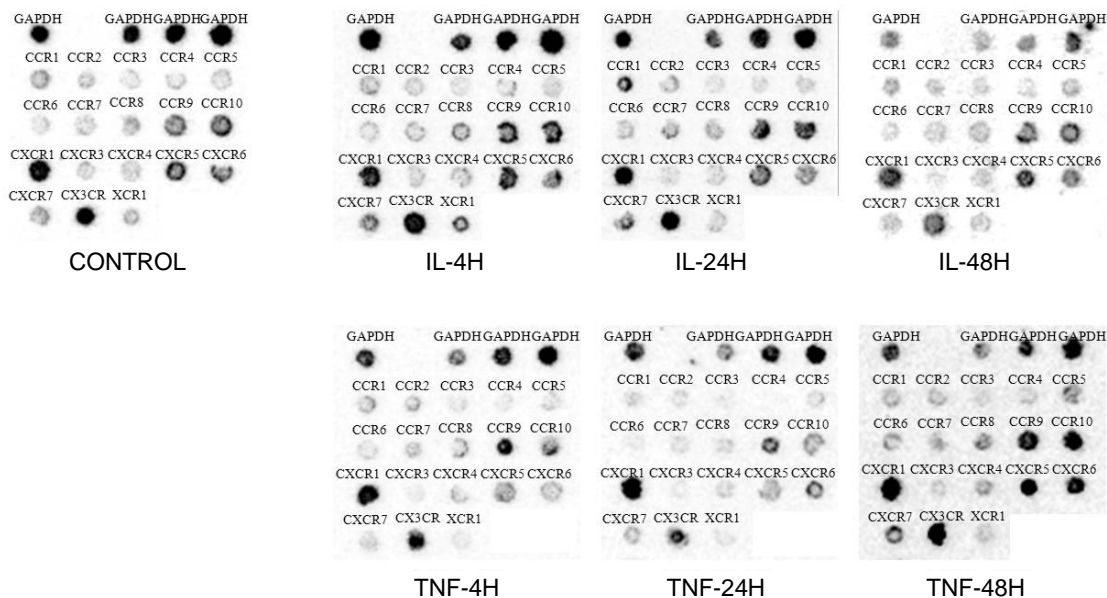 GAPDH GAPDH GAPDH GAPDH
CCR1 CCR2 CCR3 CCR4 CCR5
CCR6 CCR7 CCR8 CCR9 CCR10
CXCR1 CXCR3 CXCR4 CXCR5 CXCR6
CXCR7 CX3CR XCR1
CONTROL
GAPDH GAPDH GAPDH GAPDH
CCR1 CCR2 CCR3 CCR4 CCR5
CCR6 CCR7 CCR8 CCR9 CCR10
CXCR1 CXCR3 CXCR4 CXCR5 CXCR6
CXCR7 CX3CR XCR1
IL-4H
GAPDH GAPDH GAPDH GAPDH
CCR1 CCR2 CCR3 CCR4 CCR5
CCR6 CCR7 CCR8 CCR9 CCR10
CXCR1 CXCR3 CXCR4 CXCR5 CXCR6
CXCR7 CX3CR XCR1
IL-24H
GAPDH GAPDH GAPDH GAPDH
CCR1 CCR2 CCR3 CCR4 CCR5
CCR6 CCR7 CCR8 CCR9 CCR10
CXCR1 CXCR3 CXCR4 CXCR5 CXCR6
CXCR7 CX3CR XCR1
IL-48H
GAPDH GAPDH GAPDH GAPDH
CCR1 CCR2 CCR3 CCR4 CCR5
CCR6 CCR7 CCR8 CCR9 CCR10
CXCR1 CXCR3 CXCR4 CXCR5 CXCR6
CXCR7 CX3CR XCR1
TNF-4H
GAPDH GAPDH GAPDH GAPDH
CCR1 CCR2 CCR3 CCR4 CCR5
CCR6 CCR7 CCR8 CCR9 CCR10
CXCR1 CXCR3 CXCR4 CXCR5 CXCR6
CXCR7 CX3CR XCR1
TNF-24H
GAPDH GAPDH GAPDH GAPDH
CCR1 CCR2 CCR3 CCR4 CCR5
CCR6 CCR7 CCR8 CCR9 CCR10
CXCR1 CXCR3 CXCR4 CXCR5 CXCR6
CXCR7 CX3CR XCR1
TNF-48H